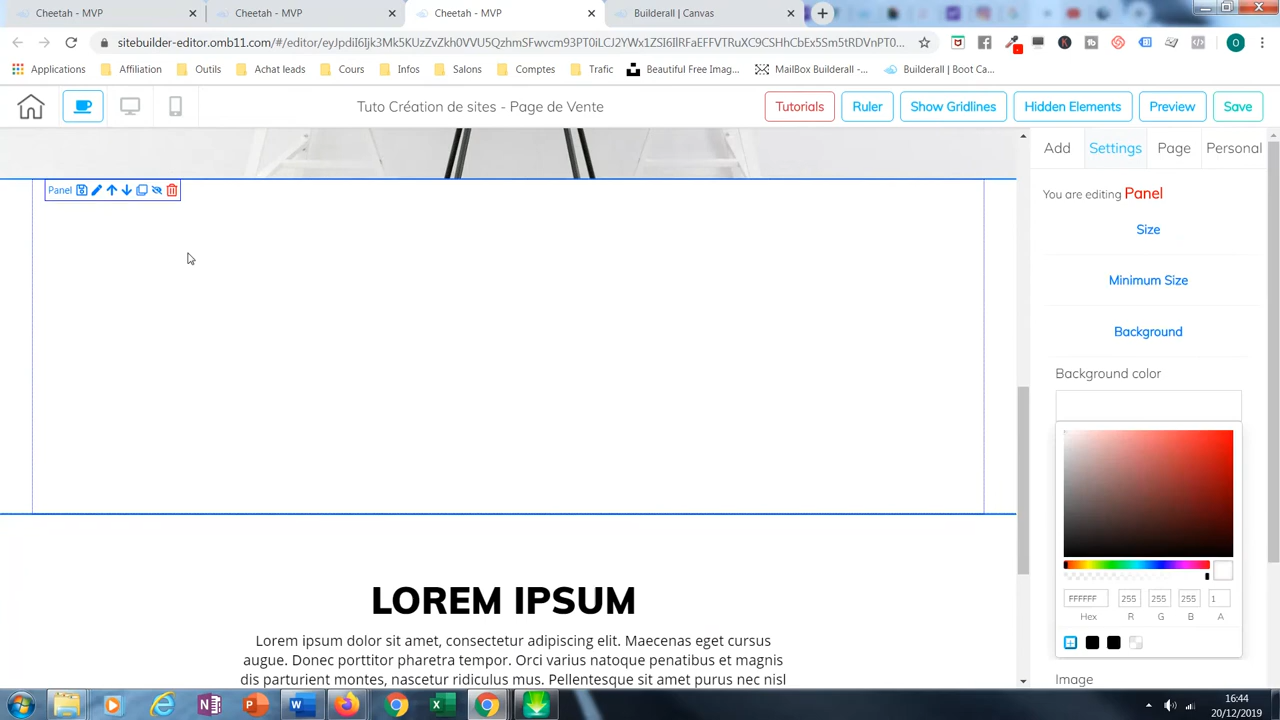 Cheetah - MVP
Cheetah - MVP
Cheetah - MVP
Builderall | Canvas
sitebuilder-editor.omb11.com/#/editor/
Applications
Affiliation
Outils
Achat leads
Cours
Infos
Salons
Comptes
Trafic
Beautiful Free Imag...
MailBox Builderall -...
Builderall | Boot Ca...
Tuto Création de sites - Page de Vente
Tutorials
Ruler
Show Gridlines
Hidden Elements
Preview
Save
Add
Settings
Page
Personal
Panel
You are editing Panel
Size
Minimum Size
Background
Background color
FFFFFF 255 255 255 1
Hex R G B A
Image
LOREM IPSUM
Lorem ipsum dolor sit amet, consectetur adipiscing elit. Maecenas eget cursus
augue. Donec porttitor pharetra tempor. Orci varius natoque penatibus et magnis
dis parturient montes, nascetur ridiculus mus. Pellentesque sit amet purus nec nisl
16:44
20/12/2019